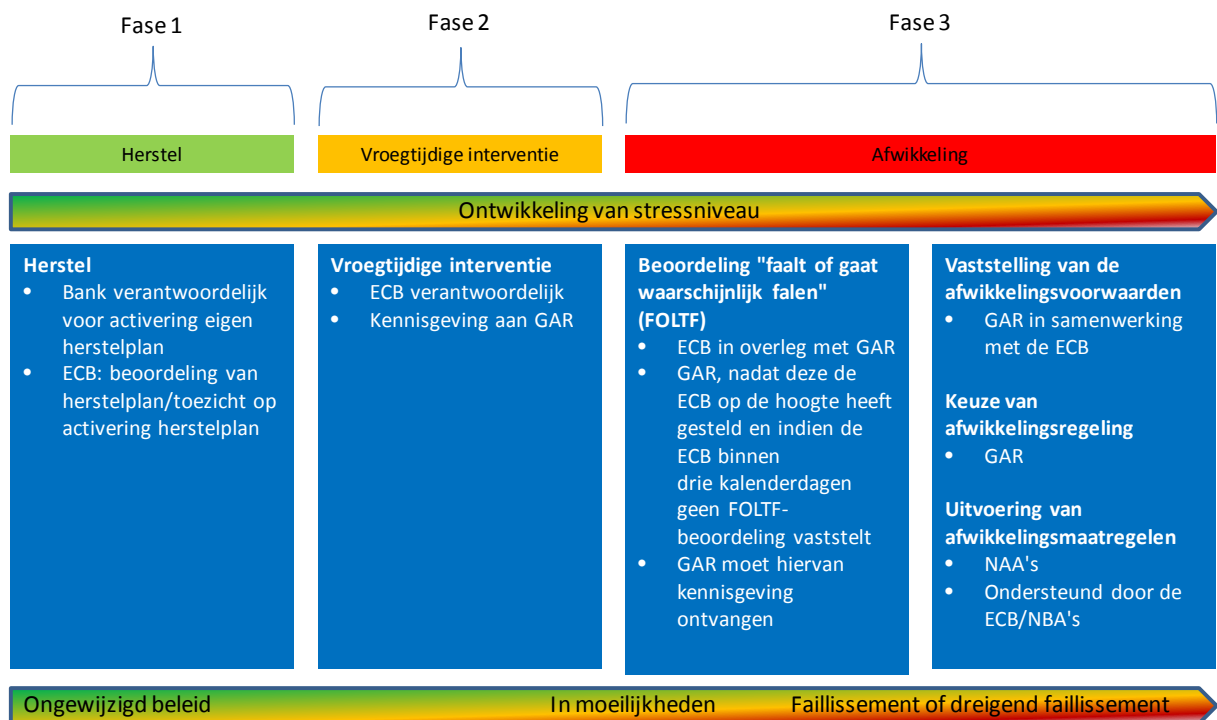 Fase 1
Fase 2
Fase 3
Herstel
Vroegtijdige interventie
Afwikkeling
Ontwikkeling van stressniveau
Herstel
• Bank verantwoordelijk
voor activering eigen
herstelplan
• ECB: beoordeling van
herstelplan/toezicht op
activering herstelplan
Vroegtijdige interventie
• ECB verantwoordelijk
• Kennisgeving aan GAR
Beoordeling "faalt of gaat
waarschijnlijk falen"
(FOLTF)
• ECB in overleg met GAR
• GAR, nadat deze de
ECB op de hoogte heeft
gesteld en indien de
ECB binnen
drie kalenderdagen
geen FOLTF-
beoordeling vaststelt
• GAR moet hiervan
kennisgeving
ontvangen
Vaststelling van de
afwikkelingsvoorwaarden
• GAR in samenwerking
met de ECB
Keuze van
afwikkelingsregeling
• GAR
Uitvoering van
afwikkelingsmaatregelen
• NAA's
• Ondersteund door de
ECB/NBA's
Ongewijzigd beleid
In moeilijkheden
Faillissement of dreigend faillissement